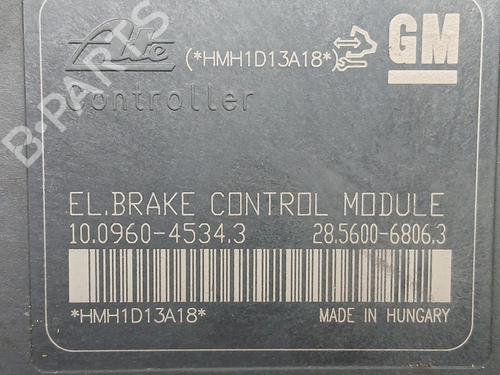 Ate (*HMH1D13A18*) GM
Controller
EL.BRAKE CONTROL MODULE
10.0960-4534.3 28.5600-6806.3
*HMH1D13A18* MADE IN HUNGARY
B-PARTS